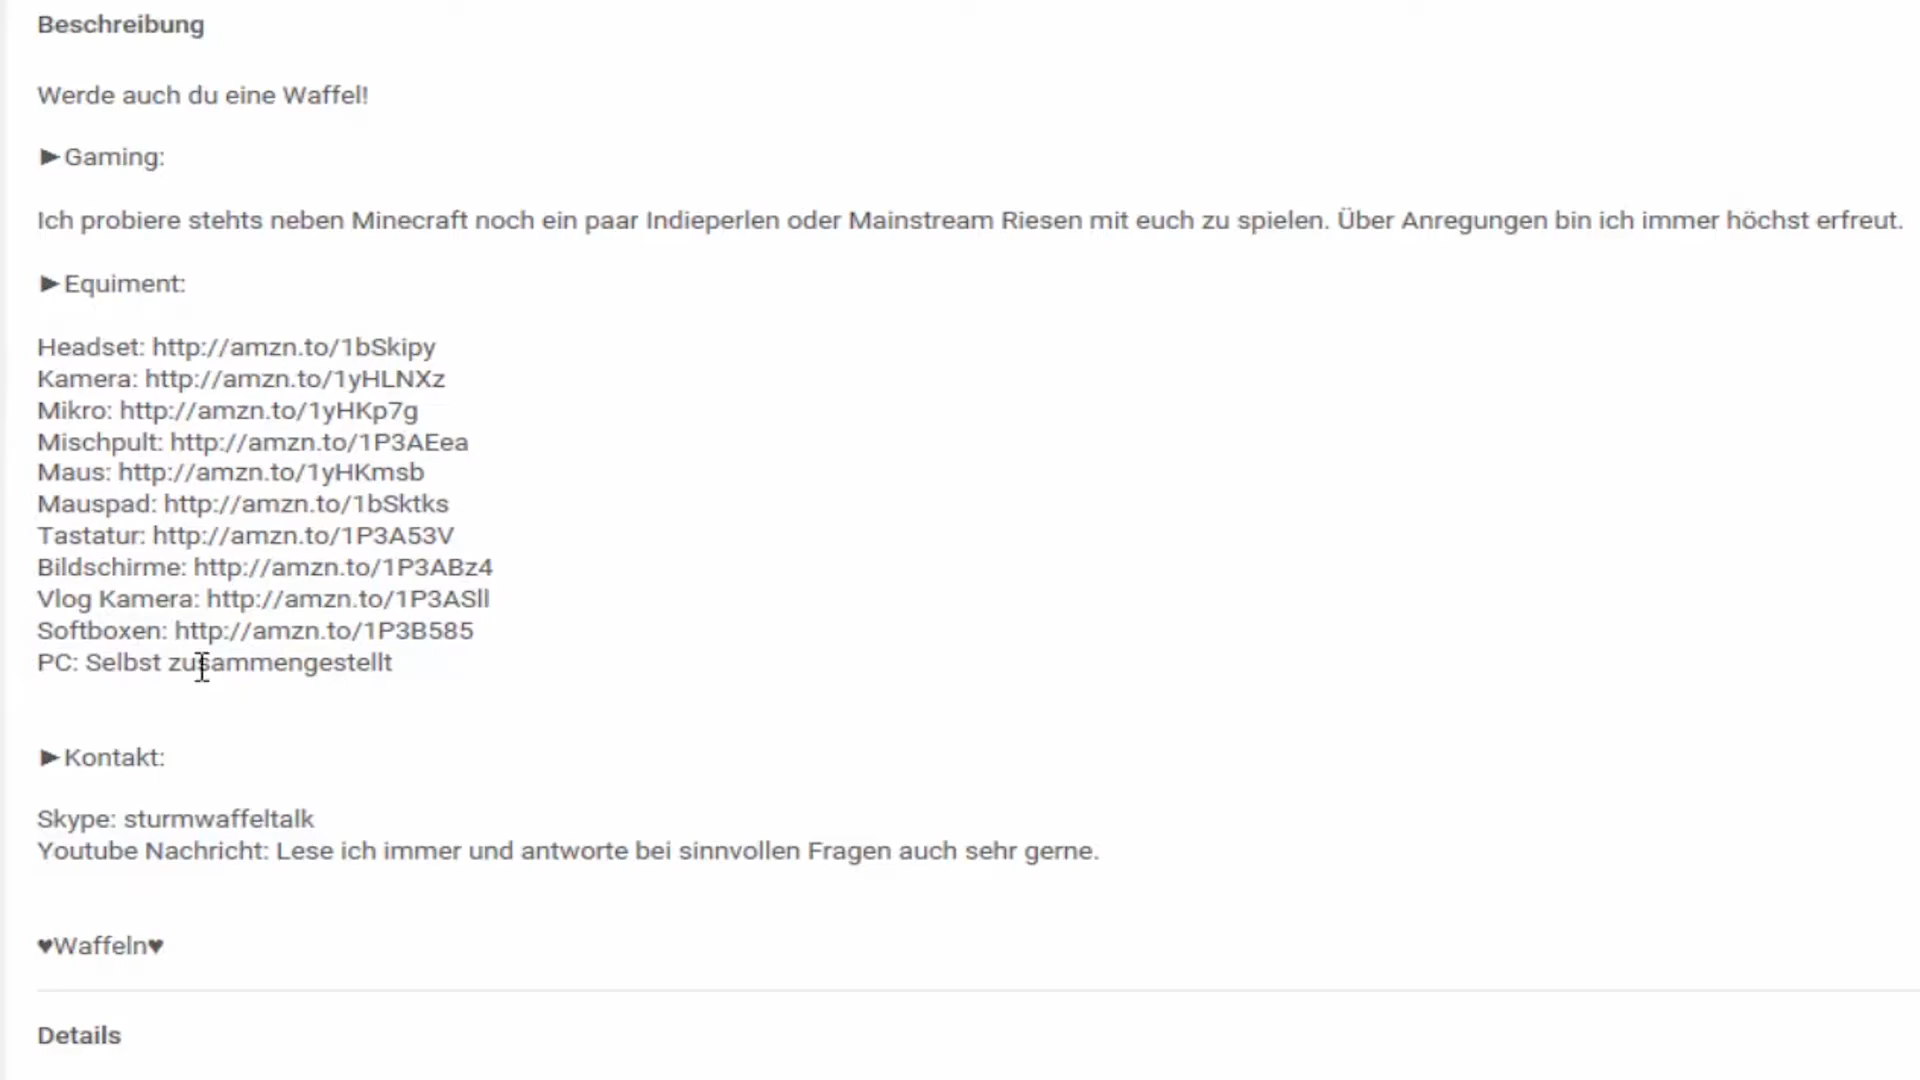 Beschreibung
Werde auch du eine Waffel!
►Gaming:
Ich probiere stehts neben Minecraft noch ein paar Indieperlen oder Mainstream Riesen mit euch zu spielen. Über Anregungen bin ich immer höchst erfreut.
►Equiment:
Headset: http://amzn.to/1bSkipy
Kamera: http://amzn.to/1yHLNXz
Mikro: http://amzn.to/1yHKp7g
Mischpult: http://amzn.to/1P3AEea
Maus: http://amzn.to/1yHKmsb
Mauspad: http://amzn.to/1bSktks
Tastatur: http://amzn.to/1P3A53V
Bildschirme: http://amzn.to/1P3ABz4
Vlog Kamera: http://amzn.to/1P3ASll
Softboxen: http://amzn.to/1P3B585
PC: Selbst zusammengestellt
►Kontakt:
Skype: sturmwaffeltalk
Youtube Nachricht: Lese ich immer und antworte bei sinnvollen Fragen auch sehr gerne.
♥Waffeln♥
Details